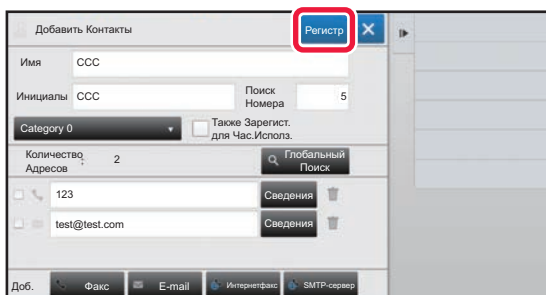 Добавить Контакты
Регистр
Имя
CCC
Инициалы
CCC
Поиск
Номера
5
Category 0
Также Зарегист.
для Час.Исполз.
Количество
Адресов
:
2
Глобальный
Поиск
123
Сведения
test@test.com
Сведения
Доб.
Факс
E-mail
Интернетфакс
SMTP-сервер